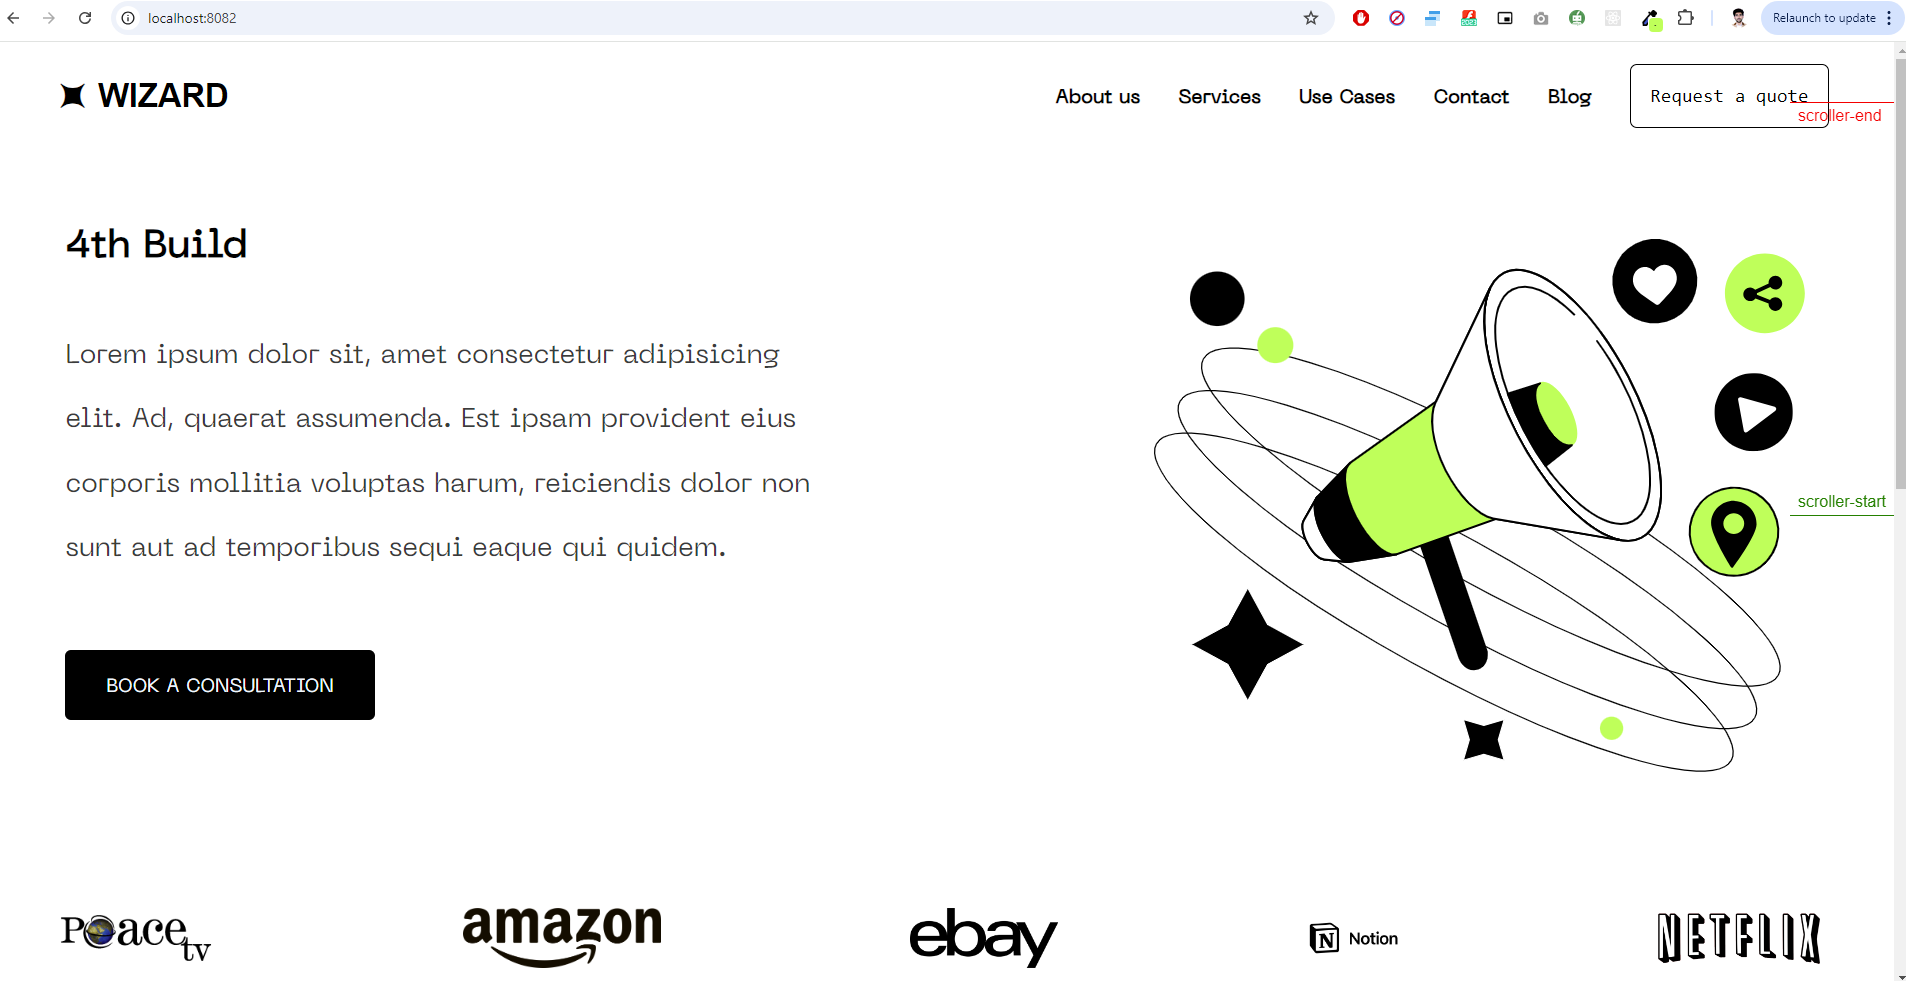 localhost:8082
Relaunch to update
WIZARD
About us
Services
Use Cases
Contact
Blog
Request a quote
scroller-end
4th Build
Lorem ipsum dolor sit, amet consectetur adipisicing
elit. Ad, quaerat assumenda. Est ipsam provident eius
corporis mollitia voluptas harum, reiciendis dolor non
sunt aut ad temporibus sequi eaque qui quidem.
scroller-start
BOOK A CONSULTATION
Peace tv
amazon
ebay
Notion
NETFLIX